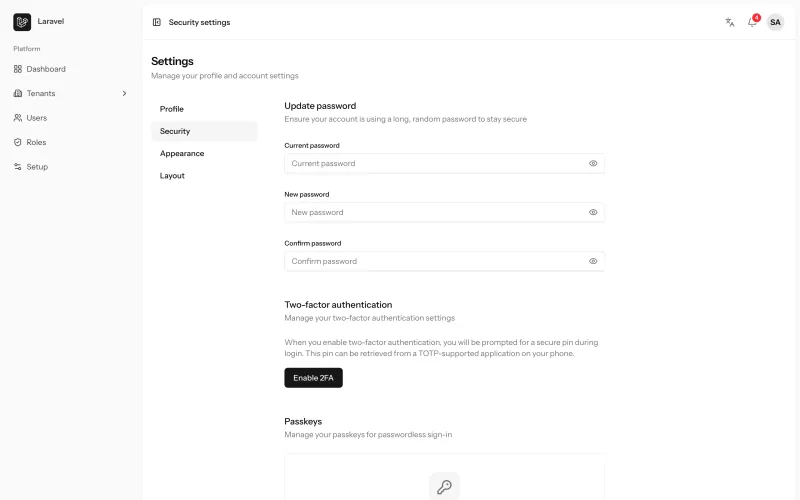 Laravel
Platform
Dashboard
Tenants
Users
Roles
Setup
Security settings
4
SA
Settings
Manage your profile and account settings
Profile
Security
Appearance
Layout
Update password
Ensure your account is using a long, random password to stay secure
Current password
Current password
New password
New password
Confirm password
Confirm password
Two-factor authentication
Manage your two-factor authentication settings
When you enable two-factor authentication, you will be prompted for a secure pin during
login. This pin can be retrieved from a TOTP-supported application on your phone.
Enable 2FA
Passkeys
Manage your passkeys for passwordless sign-in